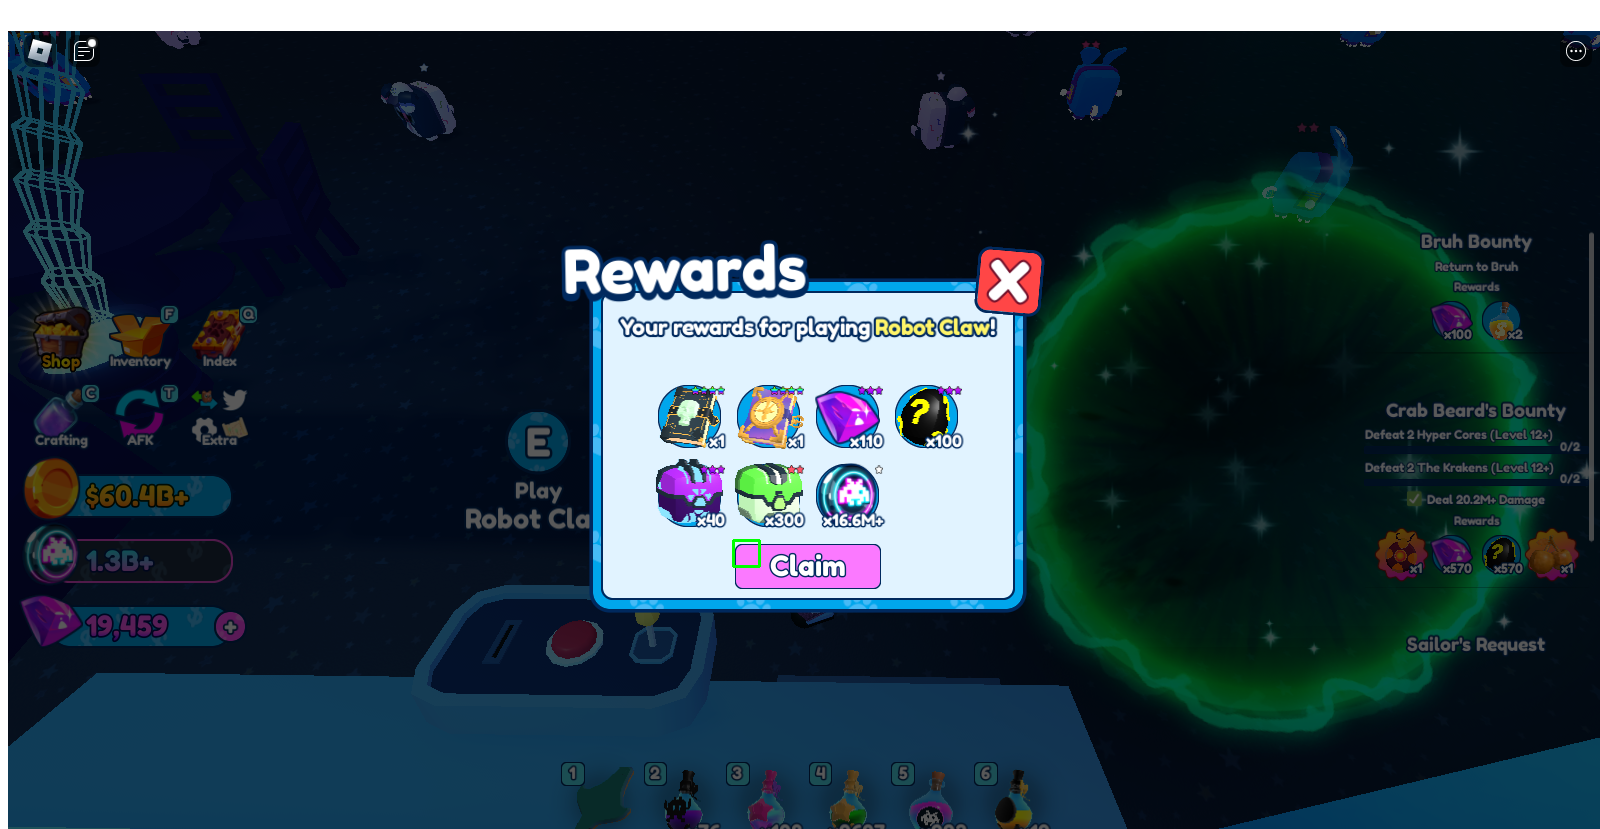 Rewards
Your rewards for playing Robot Claw!
x1
x1
x110
x100
x40
x300
x16.6M+
Claim
Shop
F
Inventory
Q
Index
C
Crafting
T
AFK
Extra
$60.4B+
1.3B+
19,459
E
Play
Robot Cla
Bruh Bounty
Return to Bruh
Rewards
x100
x2
Crab Beard's Bounty
Defeat 2 Hyper Cores (Level 12+)
0/2
Defeat 2 The Krakens (Level 12+)
0/2
Deal 20.2M+ Damage
Rewards
x1
x570
x570
x1
Sailor's Request
1
2
3
4
5
6